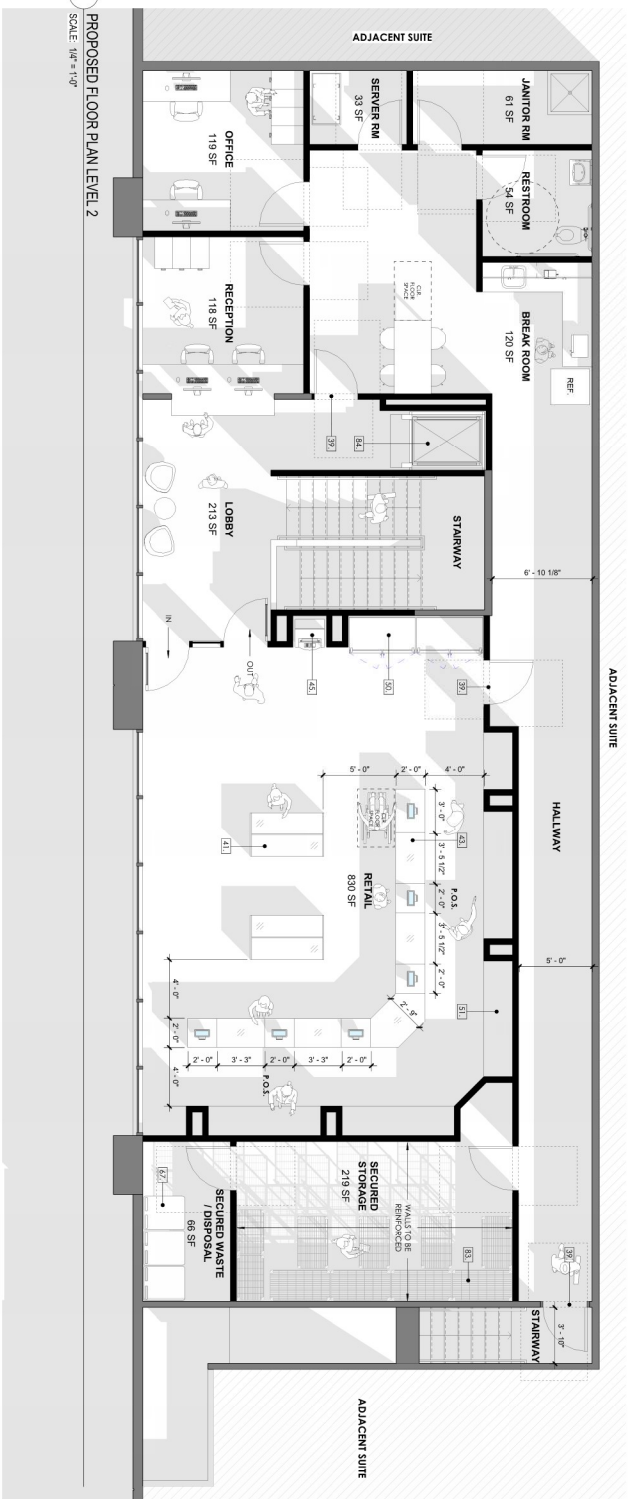 PROPOSED FLOOR PLAN LEVEL 2
SCALE: 1/4" = 1'-0"
ADJACENT SUITE
JANITOR RM
61 SF
SERVER RM
33 SF
OFFICE
119 SF
RESTROOM
54 SF
RECEPTION
118 SF
CLR
FLOOR
SPACE
BREAK ROOM
120 SF
REF.
39.
84.
LOBBY
213 SF
STAIRWAY
6' - 10 1/8"
ADJACENT SUITE
IN
OUT
45.
50.
39.
HALLWAY
5' - 0"
2' - 0"
4' - 0"
3' - 0"
3' - 5 1/2"
2' - 0"
3' - 5 1/2"
2' - 0"
43.
P.O.S.
CLR
FLOOR
SPACE
41.
RETAIL
830 SF
5' - 0"
51.
2' - 9"
4' - 0"
2' - 0"
4' - 0"
2' - 0"
3' - 3"
2' - 0"
3' - 3"
2' - 0"
P.O.S.
SECURED
STORAGE
219 SF
WALLS TO BE
REINFORCED
83.
67.
SECURED WASTE
/ DISPOSAL
66 SF
39.
STAIRWAY
3' - 10"
ADJACENT SUITE